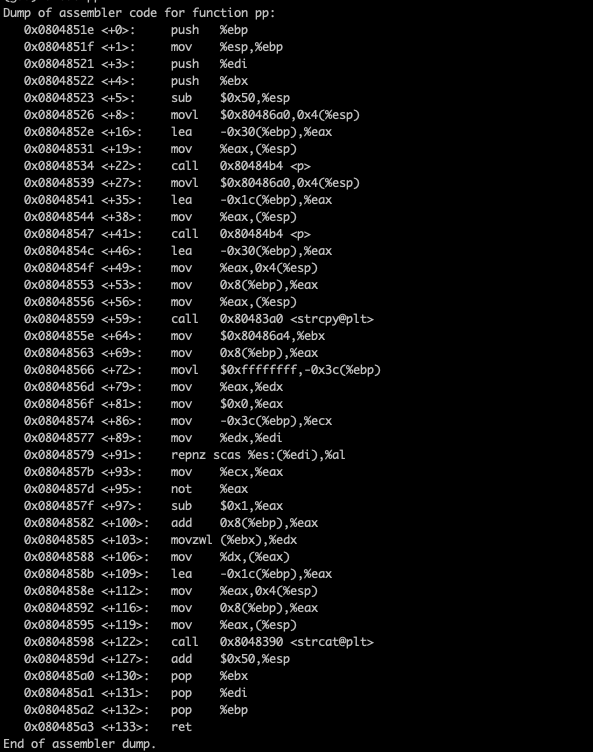 Dump of assembler code for function pp:
   0x0804851e <+0>:     push   %ebp
   0x0804851f <+1>:     mov    %esp,%ebp
   0x08048521 <+3>:     push   %edi
   0x08048522 <+4>:     push   %ebx
   0x08048523 <+5>:     sub    $0x50,%esp
   0x08048526 <+8>:     movl   $0x80486a0,0x4(%esp)
   0x0804852e <+16>:    lea    -0x30(%ebp),%eax
   0x08048531 <+19>:    mov    %eax,(%esp)
   0x08048534 <+22>:    call   0x80484b4 <p>
   0x08048539 <+27>:    movl   $0x80486a0,0x4(%esp)
   0x08048541 <+35>:    lea    -0x1c(%ebp),%eax
   0x08048544 <+38>:    mov    %eax,(%esp)
   0x08048547 <+41>:    call   0x80484b4 <p>
   0x0804854c <+46>:    lea    -0x30(%ebp),%eax
   0x0804854f <+49>:    mov    %eax,0x4(%esp)
   0x08048553 <+53>:    mov    0x8(%ebp),%eax
   0x08048556 <+56>:    mov    %eax,(%esp)
   0x08048559 <+59>:    call   0x80483a0 <strcpy@plt>
   0x0804855e <+64>:    mov    $0x80486a4,%ebx
   0x08048563 <+69>:    mov    0x8(%ebp),%eax
   0x08048566 <+72>:    movl   $0xffffffff,-0x3c(%ebp)
   0x0804856d <+79>:    mov    %eax,%edx
   0x0804856f <+81>:    mov    $0x0,%eax
   0x08048574 <+86>:    mov    -0x3c(%ebp),%ecx
   0x08048577 <+89>:    mov    %edx,%edi
   0x08048579 <+91>:    repnz scas %es:(%edi),%al
   0x0804857b <+93>:    mov    %ecx,%eax
   0x0804857d <+95>:    not    %eax
   0x0804857f <+97>:    sub    $0x1,%eax
   0x08048582 <+100>:   add    0x8(%ebp),%eax
   0x08048585 <+103>:   movzwl (%ebx),%edx
   0x08048588 <+106>:   mov    %dx,(%eax)
   0x0804858b <+109>:   lea    -0x1c(%ebp),%eax
   0x0804858e <+112>:   mov    %eax,0x4(%esp)
   0x08048592 <+116>:   mov    0x8(%ebp),%eax
   0x08048595 <+119>:   mov    %eax,(%esp)
   0x08048598 <+122>:   call   0x8048390 <strcat@plt>
   0x0804859d <+127>:   add    $0x50,%esp
   0x080485a0 <+130>:   pop    %ebx
   0x080485a1 <+131>:   pop    %edi
   0x080485a2 <+132>:   pop    %ebp
   0x080485a3 <+133>:   ret
End of assembler dump.